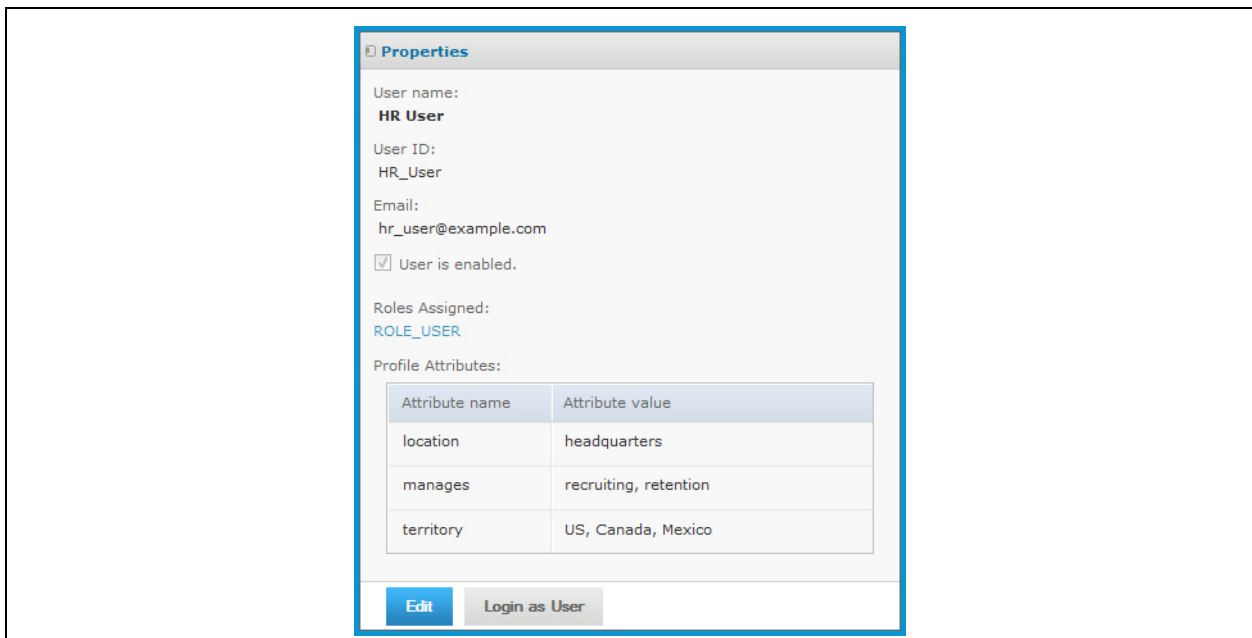 Properties
User name:
HR User
User ID:
HR_User
Email:
hr_user@example.com
User is enabled.
Roles Assigned:
ROLE_USER
Profile Attributes:
Attribute name Attribute value
location headquarters
manages recruiting, retention
territory US, Canada, Mexico
Edit Login as User